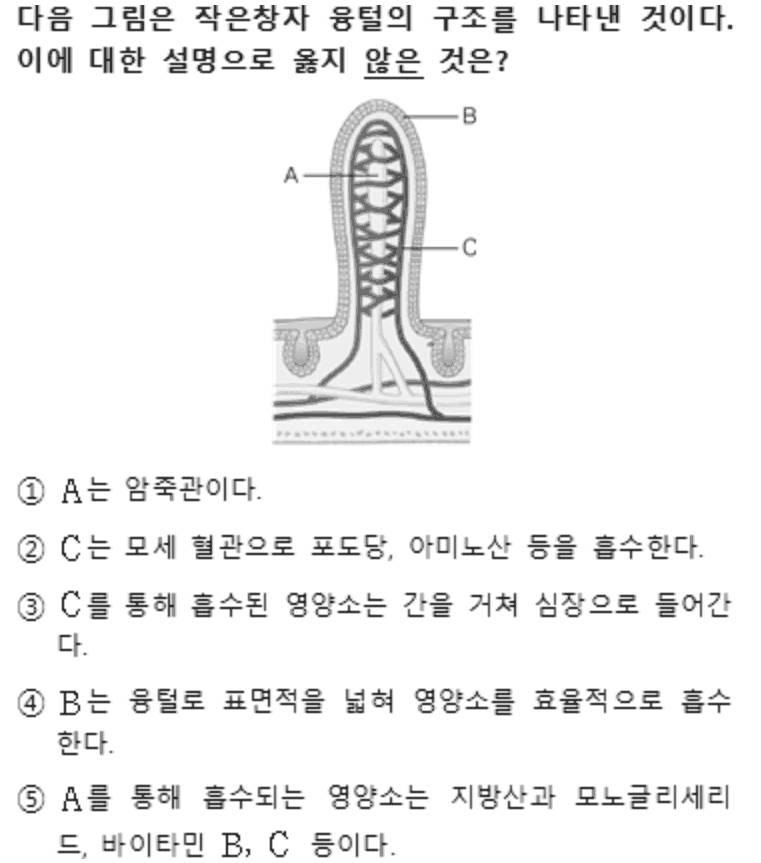 다음 그림은 작은창자 융털의 구조를 나타낸 것이다.
이에 대한 설명으로 옳지 않은 것은?
B
A
C
① A는 암죽관이다.
② C는 모세 혈관으로 포도당, 아미노산 등을 흡수한다.
③ C를 통해 흡수된 영양소는 간을 거쳐 심장으로 들어간
다.
④ B는 융털로 표면적을 넓혀 영양소를 효율적으로 흡수
한다.
⑤ A를 통해 흡수되는 영양소는 지방산과 모노글리세리
드, 바이타민 B, C 등이다.